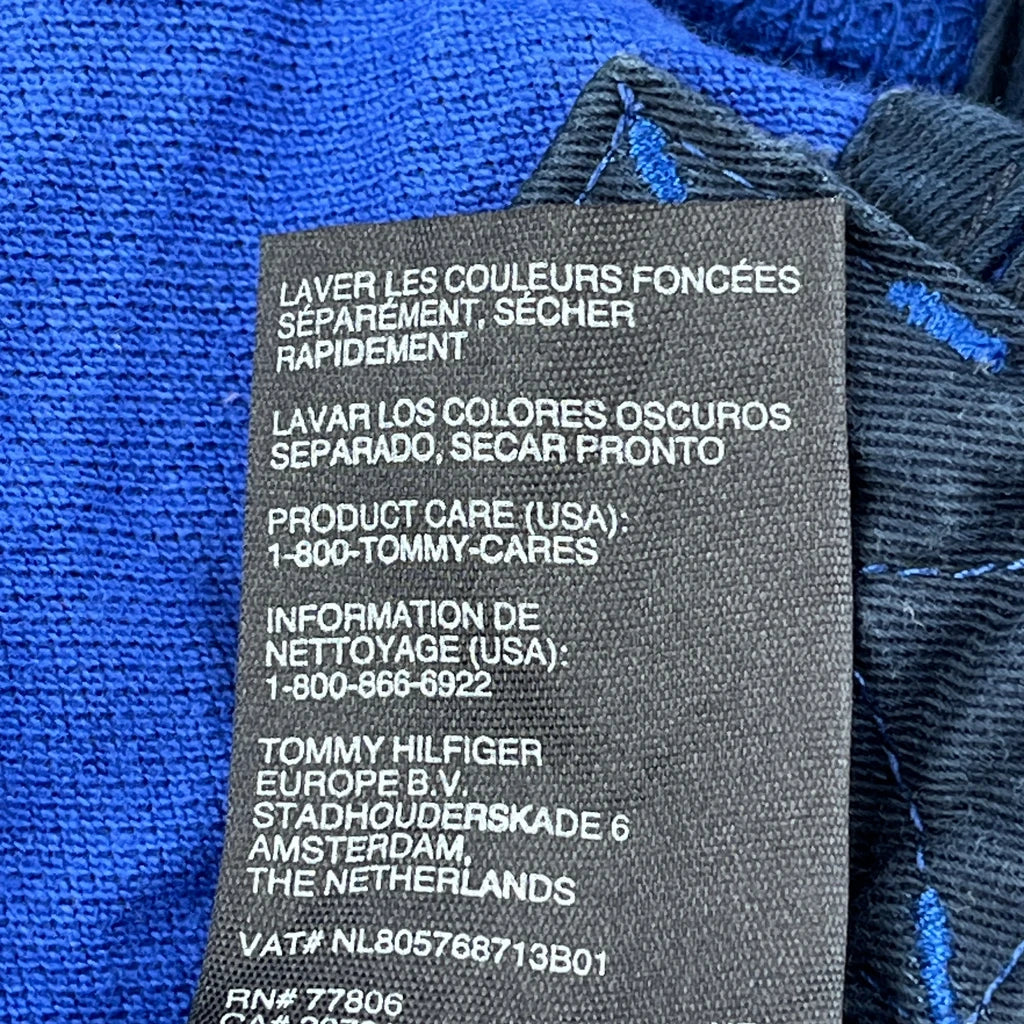 LAVER LES COULEURS FONCÉES
SÉPARÉMENT, SÉCHER
RAPIDEMENT
LAVAR LOS COLORES OSCUROS
SEPARADO, SECAR PRONTO
PRODUCT CARE (USA):
1-800-TOMMY-CARES
INFORMATION DE
NETTOYAGE (USA):
1-800-866-6922
TOMMY HILFIGER
EUROPE B.V.
STADHOUDERSKADE 6
AMSTERDAM,
THE NETHERLANDS
VAT# NL805768713B01
RN# 77806